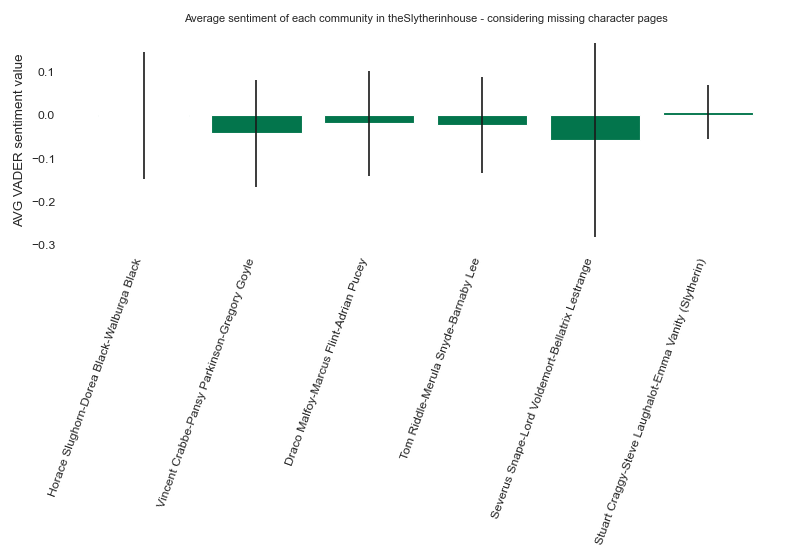 Average sentiment of each community in theSlytherinhouse - considering missing character pages
AVG VADER sentiment value
0.1
0.0
−0.1
−0.2
−0.3
Horace Slughorn-Dorea Black-Walburga Black
Vincent Crabbe-Pansy Parkinson-Gregory Goyle
Draco Malfoy-Marcus Flint-Adrian Pucey
Tom Riddle-Merula Snyde-Barnaby Lee
Severus Snape-Lord Voldemort-Bellatrix Lestrange
Stuart Craggy-Steve Laughalot-Emma Vanity (Slytherin)